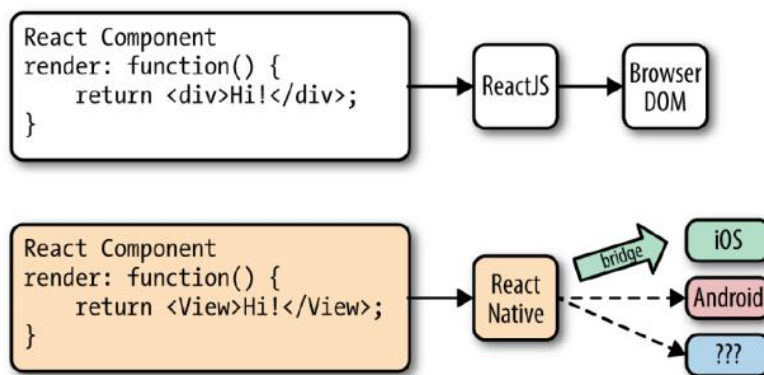 React Component
render: function() {
    return <div>Hi!</div>;
}
ReactJS
Browser
DOM
React Component
render: function() {
    return <View>Hi!</View>;
}
React
Native
bridge
iOS
Android
???